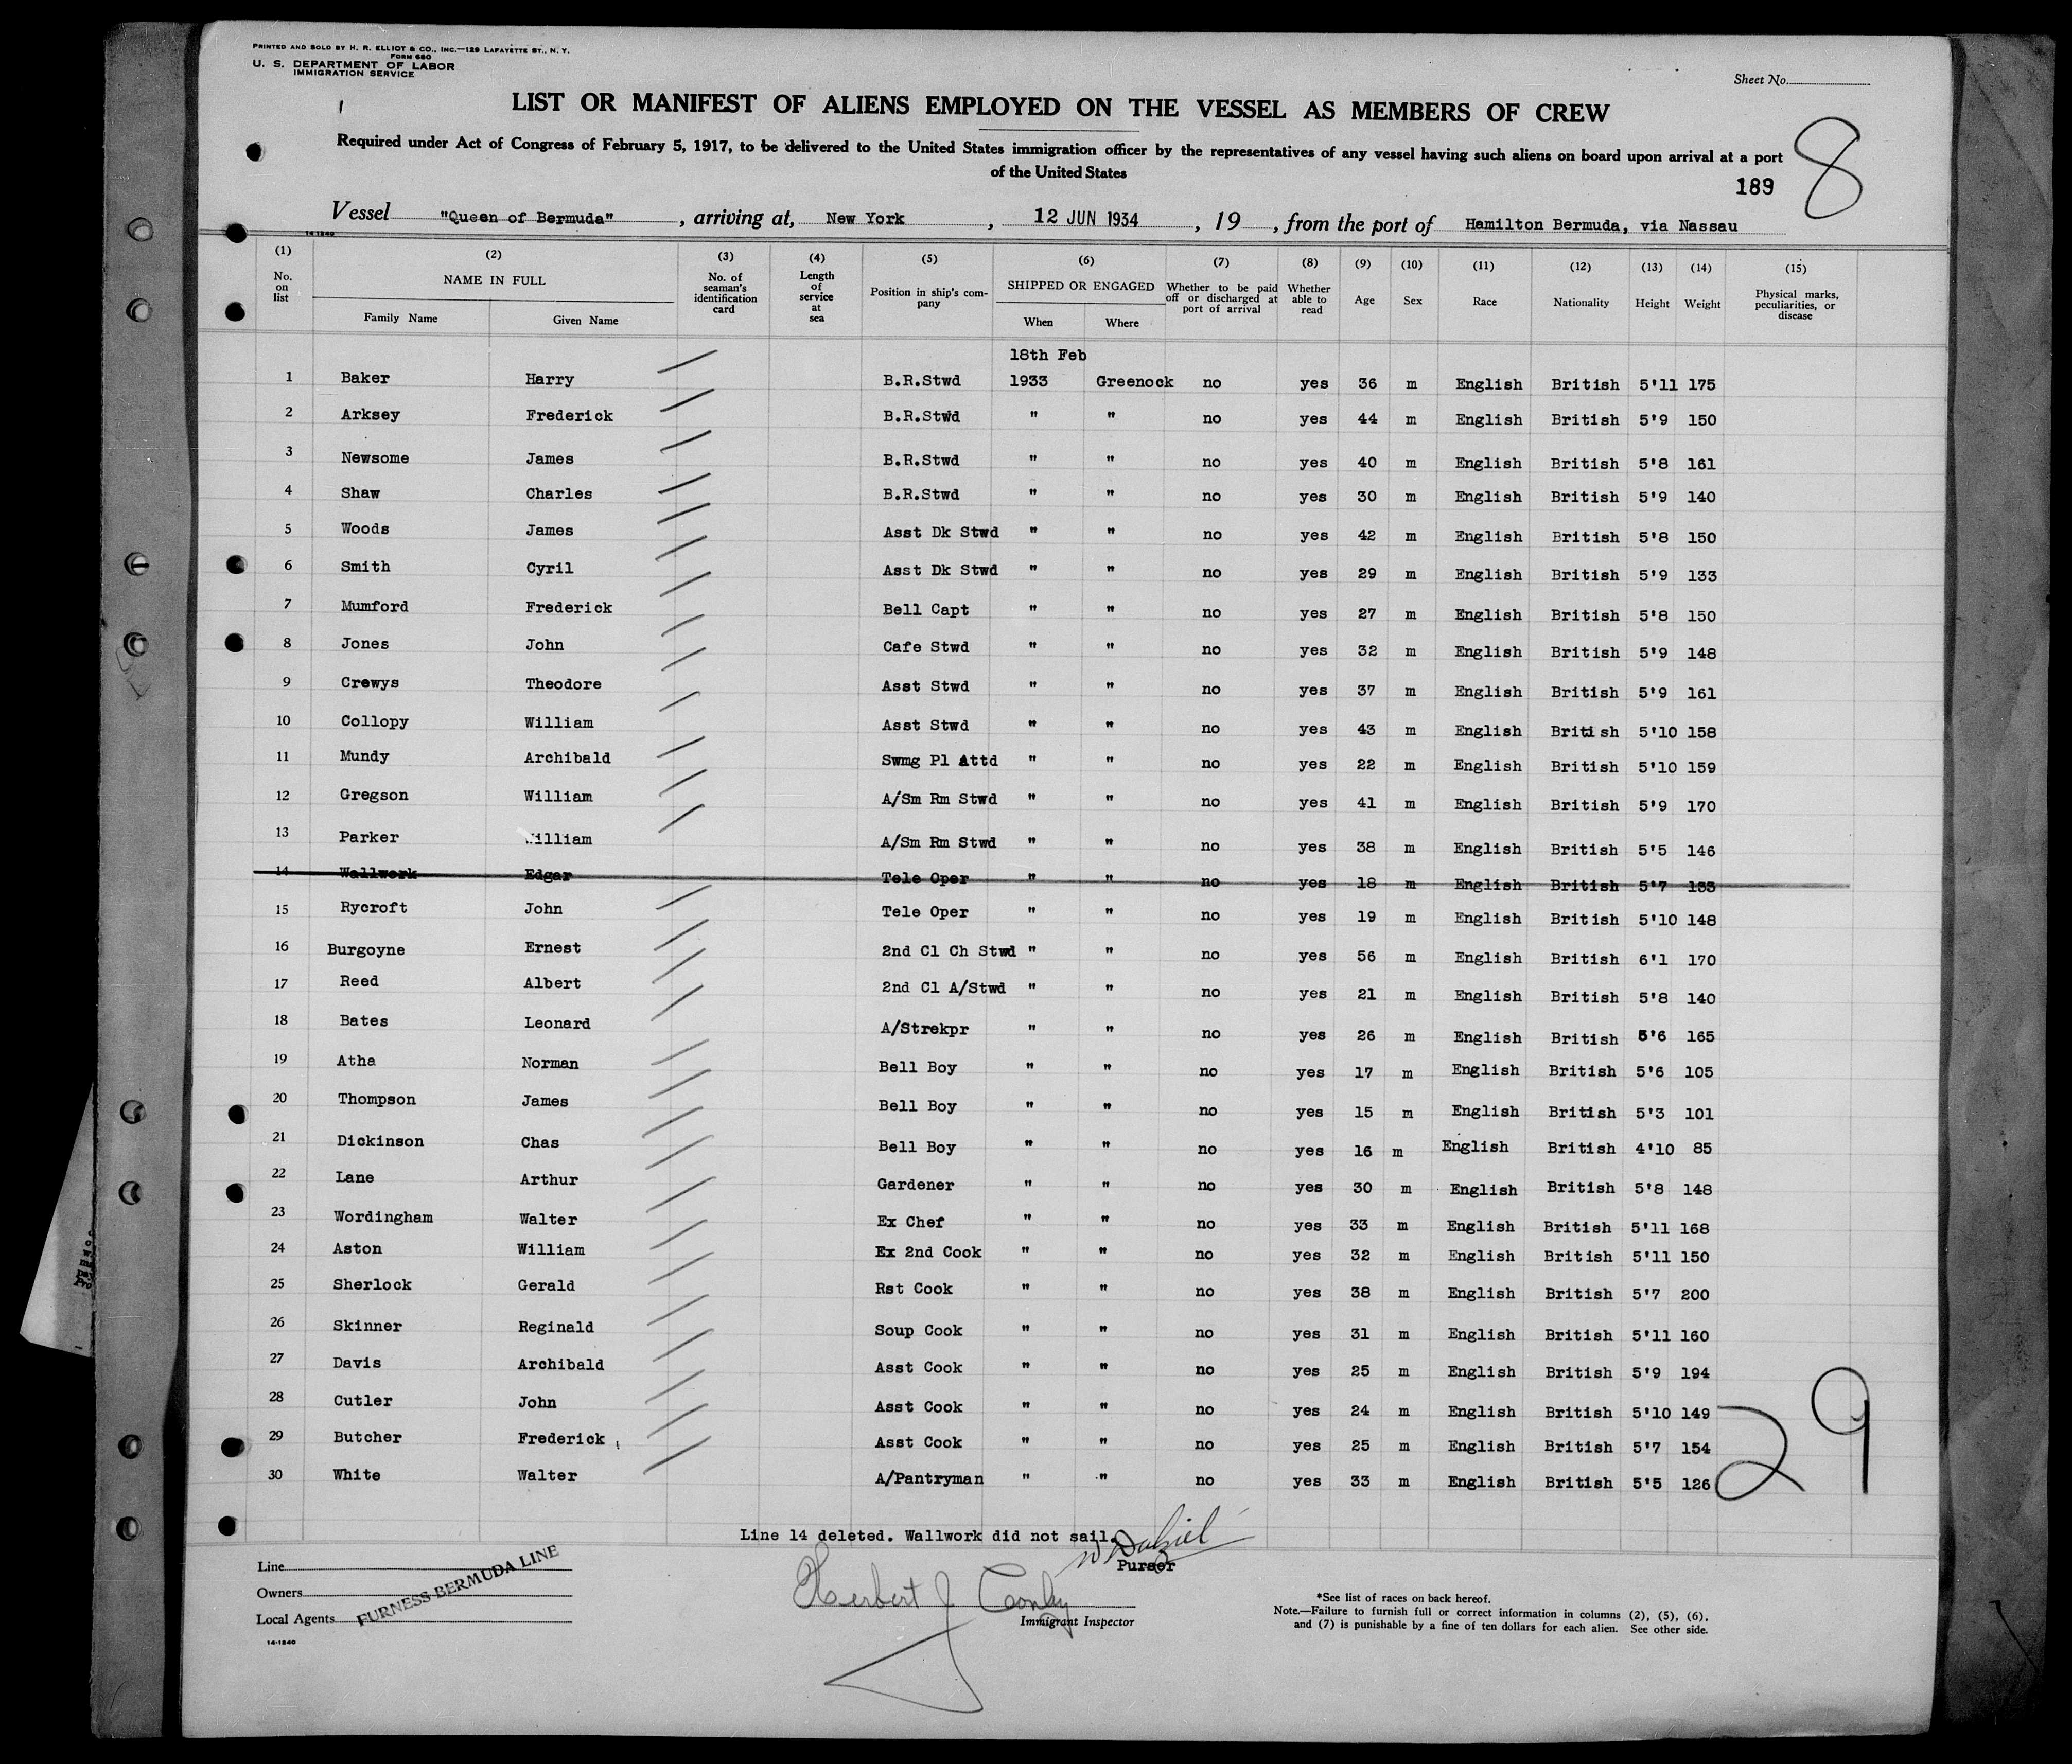 PRINTED AND SOLD BY H. R. ELLIOT & CO., INC.—129 LAFAYETTE ST., N. Y.
FORM 680
U. S. DEPARTMENT OF LABOR
IMMIGRATION SERVICE
Sheet No.
LIST OR MANIFEST OF ALIENS EMPLOYED ON THE VESSEL AS MEMBERS OF CREW
Required under Act of Congress of February 5, 1917, to be delivered to the United States immigration officer by the representatives of any vessel having such aliens on board upon arrival at a port
of the United States
189 8
Vessel "Queen of Bermuda", arriving at, New York, 12 JUN 1934, 19, from the port of Hamilton Bermuda, via Nassau
14-1240
(1) (2) (3) (4) (5) (6) (7) (8) (9) (10) (11) (12) (13) (14) (15)
No. on list NAME IN FULL Family Name Given Name No. of seaman's identification card Length of service at sea Position in ship's company SHIPPED OR ENGAGED When Where Whether to be paid off or discharged at port of arrival Whether able to read Age Sex Race Nationality Height Weight Physical marks, peculiarities, or disease
18th Feb
1 Baker Harry B.R.Stwd 1933 Greenock no yes 36 m English British 5'11 175
2 Arksey Frederick B.R.Stwd " " no yes 44 m English British 5'9 150
3 Newsome James B.R.Stwd " " no yes 40 m English British 5'8 161
4 Shaw Charles B.R.Stwd " " no yes 30 m English British 5'9 140
5 Woods James Asst Dk Stwd " " no yes 42 m English British 5'8 150
6 Smith Cyril Asst Dk Stwd " " no yes 29 m English British 5'9 133
7 Mumford Frederick Bell Capt " " no yes 27 m English British 5'8 150
8 Jones John Cafe Stwd " " no yes 32 m English British 5'9 148
9 Crewys Theodore Asst Stwd " " no yes 37 m English British 5'9 161
10 Collopy William Asst Stwd " " no yes 43 m English British 5'10 158
11 Mundy Archibald Swmg Pl Attd " " no yes 22 m English British 5'10 159
12 Gregson William A/Sm Rm Stwd " " no yes 41 m English British 5'9 170
13 Parker William A/Sm Rm Stwd " " no yes 38 m English British 5'5 146
14 Wallwork Edgar Tele Oper " " no yes 18 m English British 5'7 133
15 Rycroft John Tele Oper " " no yes 19 m English British 5'10 148
16 Burgoyne Ernest 2nd Cl Ch Stwd " " no yes 56 m English British 6'1 170
17 Reed Albert 2nd Cl A/Stwd " " no yes 21 m English British 5'8 140
18 Bates Leonard A/Strekpr " " no yes 26 m English British 5'6 165
19 Atha Norman Bell Boy " " no yes 17 m English British 5'6 105
20 Thompson James Bell Boy " " no yes 15 m English British 5'3 101
21 Dickinson Chas Bell Boy " " no yes 16 m English British 4'10 85
22 Lane Arthur Gardener " " no yes 30 m English British 5'8 148
23 Wordingham Walter Ex Chef " " no yes 33 m English British 5'11 168
24 Aston William Ex 2nd Cook " " no yes 32 m English British 5'11 150
25 Sherlock Gerald Rst Cook " " no yes 38 m English British 5'7 200
26 Skinner Reginald Soup Cook " " no yes 31 m English British 5'11 160
27 Davis Archibald Asst Cook " " no yes 25 m English British 5'9 194
28 Cutler John Asst Cook " " no yes 24 m English British 5'10 149
29 Butcher Frederick Asst Cook " " no yes 25 m English British 5'7 154
30 White Walter A/Pantryman " " no yes 33 m English British 5'5 126
29
Line 14 deleted. Wallwork did not sail.
Purser
Line
Owners
Local Agents
FURNESS BERMUDA LINE
14-1240
Herbert J Conly
Immigrant Inspector
*See list of races on back hereof.
Note.—Failure to furnish full or correct information in columns (2), (5), (6),
and (7) is punishable by a fine of ten dollars for each alien. See other side.